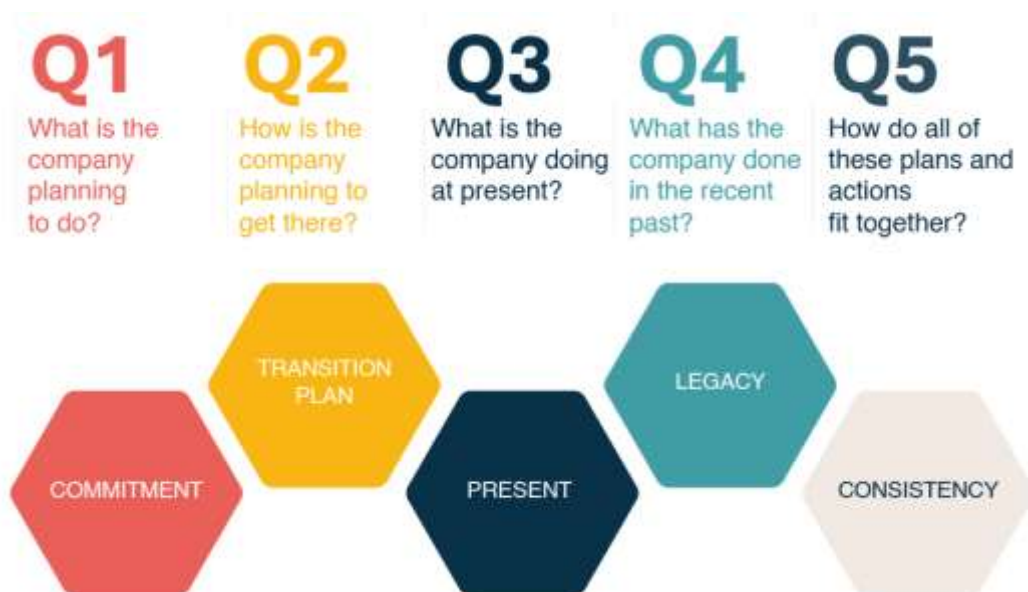 Q1
What is the
company
planning
to do?
Q2
How is the
company
planning to
get there?
Q3
What is the
company doing
at present?
Q4
What has the
company done
in the recent
past?
Q5
How do all of
these plans and
actions
fit together?
COMMITMENT
TRANSITION
PLAN
PRESENT
LEGACY
CONSISTENCY